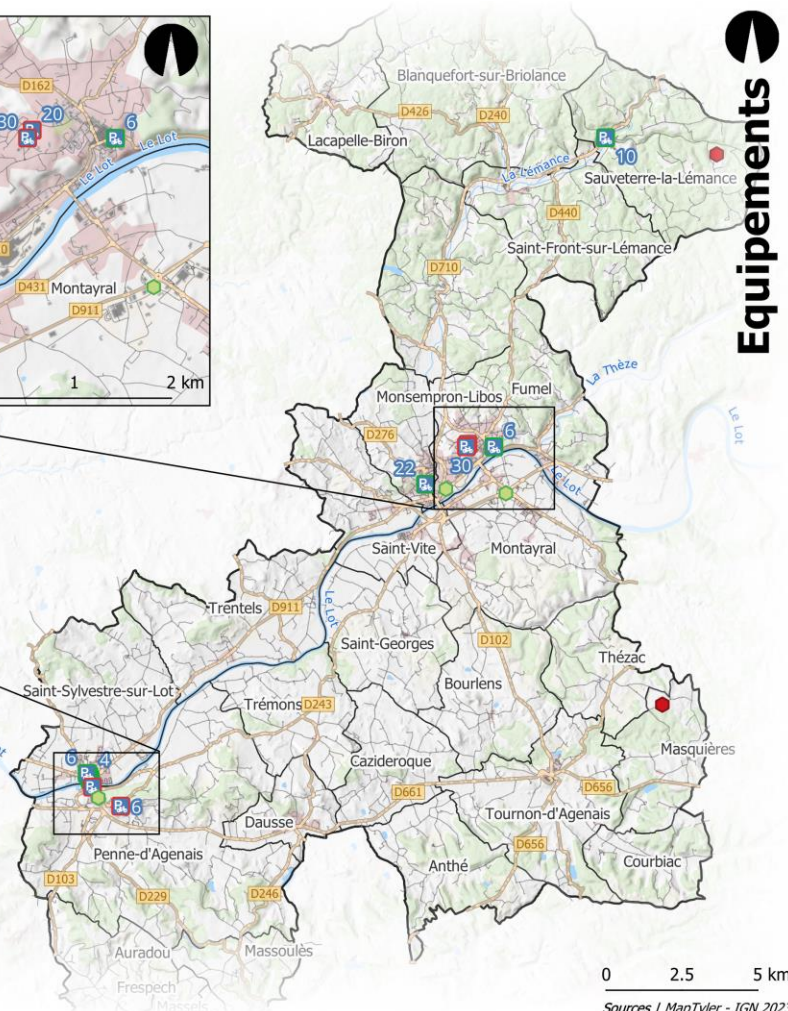 Equipements
D162
30
20
6
Le Lot
Le Lot
D431
Montayral
D911
1
2 km
Blanquefort-sur-Briolance
D426
D240
Lacapelle-Biron
10
La Lémance
Sauveterre-la-Lémance
D440
Saint-Front-sur-Lémance
D710
La Thèze
Monsempron-Libos
Fumel
Le Lot
D276
6
22
30
Le Lot
Saint-Vite
Montayral
Trentels
D911
Le Lot
Saint-Georges
D102
Thézac
Bourlens
Saint-Sylvestre-sur-Lot
Trémons
D243
Masquières
Cazideroque
6
4
D661
D656
6
Tournon-d'Agenais
Dausse
D656
Penne-d'Agenais
Anthé
Courbiac
D103
D229
D246
Auradou
Massoulès
Frespech
Massels
0
2.5
5 km
Sources | MapTyler - IGN